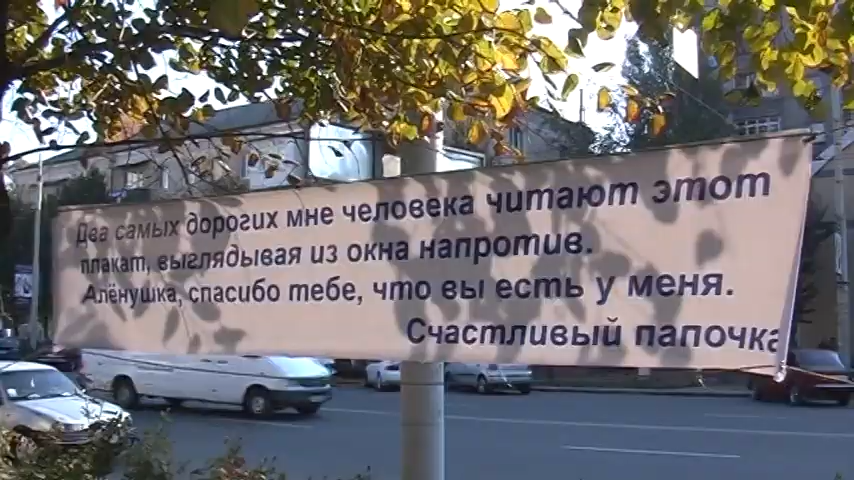 Два самых дорогих мне человека читают этот
плакат, выглядывая из окна напротив.
Алёнушка, спасибо тебе, что вы есть у меня.
Счастливый папочка